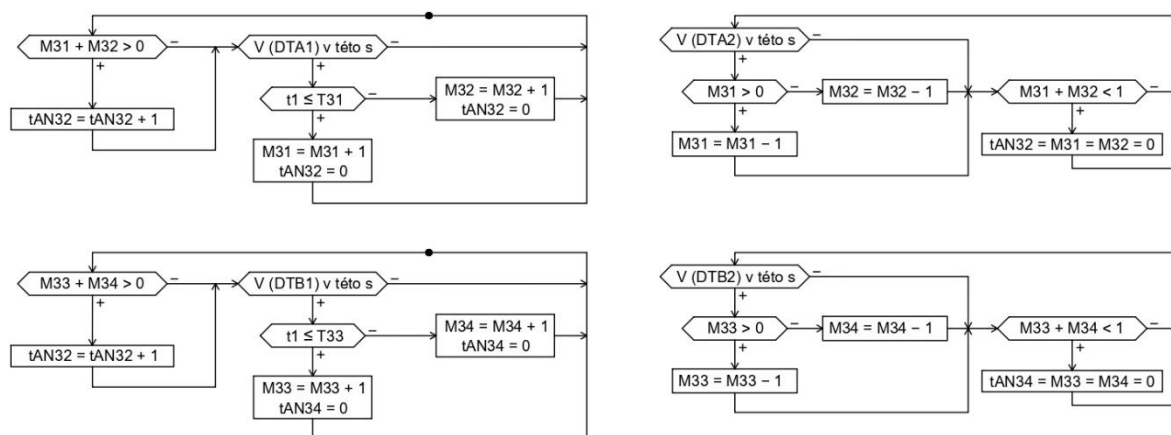 M31 + M32 > 0
−
V (DTA1) v této s
−
+
+
t1 ≤ T31
−
M32 = M32 + 1
tAN32 = 0
tAN32 = tAN32 + 1
+
M31 = M31 + 1
tAN32 = 0
V (DTA2) v této s
−
+
M31 > 0
−
M32 = M32 − 1
M31 + M32 < 1
−
+
+
M31 = M31 − 1
tAN32 = M31 = M32 = 0
M33 + M34 > 0
−
V (DTB1) v této s
−
+
+
t1 ≤ T33
−
M34 = M34 + 1
tAN34 = 0
tAN32 = tAN32 + 1
+
M33 = M33 + 1
tAN34 = 0
V (DTB2) v této s
−
+
M33 > 0
−
M34 = M34 − 1
M33 + M34 < 1
−
+
+
M33 = M33 − 1
tAN34 = M33 = M34 = 0